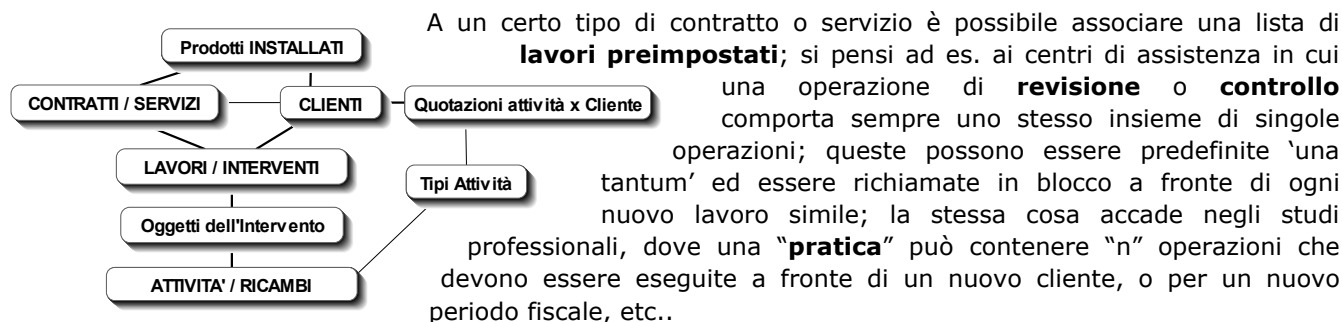 Prodotti INSTALLATI
CONTRATTI / SERVIZI
CLIENTI
Quotazioni attività x Cliente
LAVORI / INTERVENTI
Tipi Attività
Oggetti dell'Intervento
ATTIVITA' / RICAMBI
A un certo tipo di contratto o servizio è possibile associare una lista di
lavori preimpostati; si pensi ad es. ai centri di assistenza in cui
una operazione di revisione o controllo
comporta sempre uno stesso insieme di singole
operazioni; queste possono essere predefinite ‘una
tantum’ ed essere richiamate in blocco a fronte di ogni
nuovo lavoro simile; la stessa cosa accade negli studi
professionali, dove una “pratica” può contenere “n” operazioni che
devono essere eseguite a fronte di un nuovo cliente, o per un nuovo
periodo fiscale, etc..